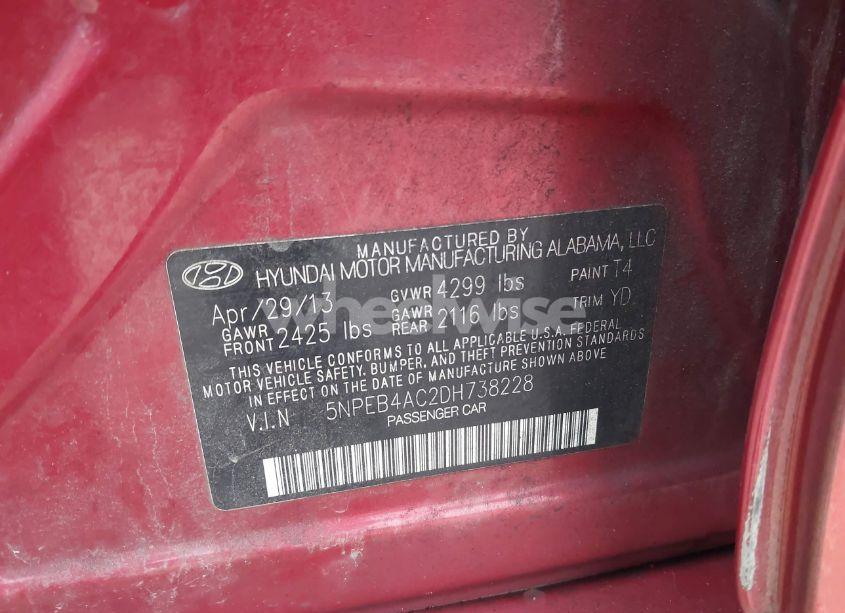 MANUFACTURED BY
HYUNDAI MOTOR MANUFACTURING ALABAMA, LLC
Apr/29/13 GVWR 4299 lbs PAINT T4
GAWR FRONT 2425 lbs GAWR REAR 2116 lbs TRIM YD
THIS VEHICLE CONFORMS TO ALL APPLICABLE U.S.A. FEDERAL
MOTOR VEHICLE SAFETY, BUMPER, AND THEFT PREVENTION STANDARDS
IN EFFECT ON THE DATE OF MANUFACTURE SHOWN ABOVE
V.I.N 5NPEB4AC2DH738228
PASSENGER CAR
wheelwise